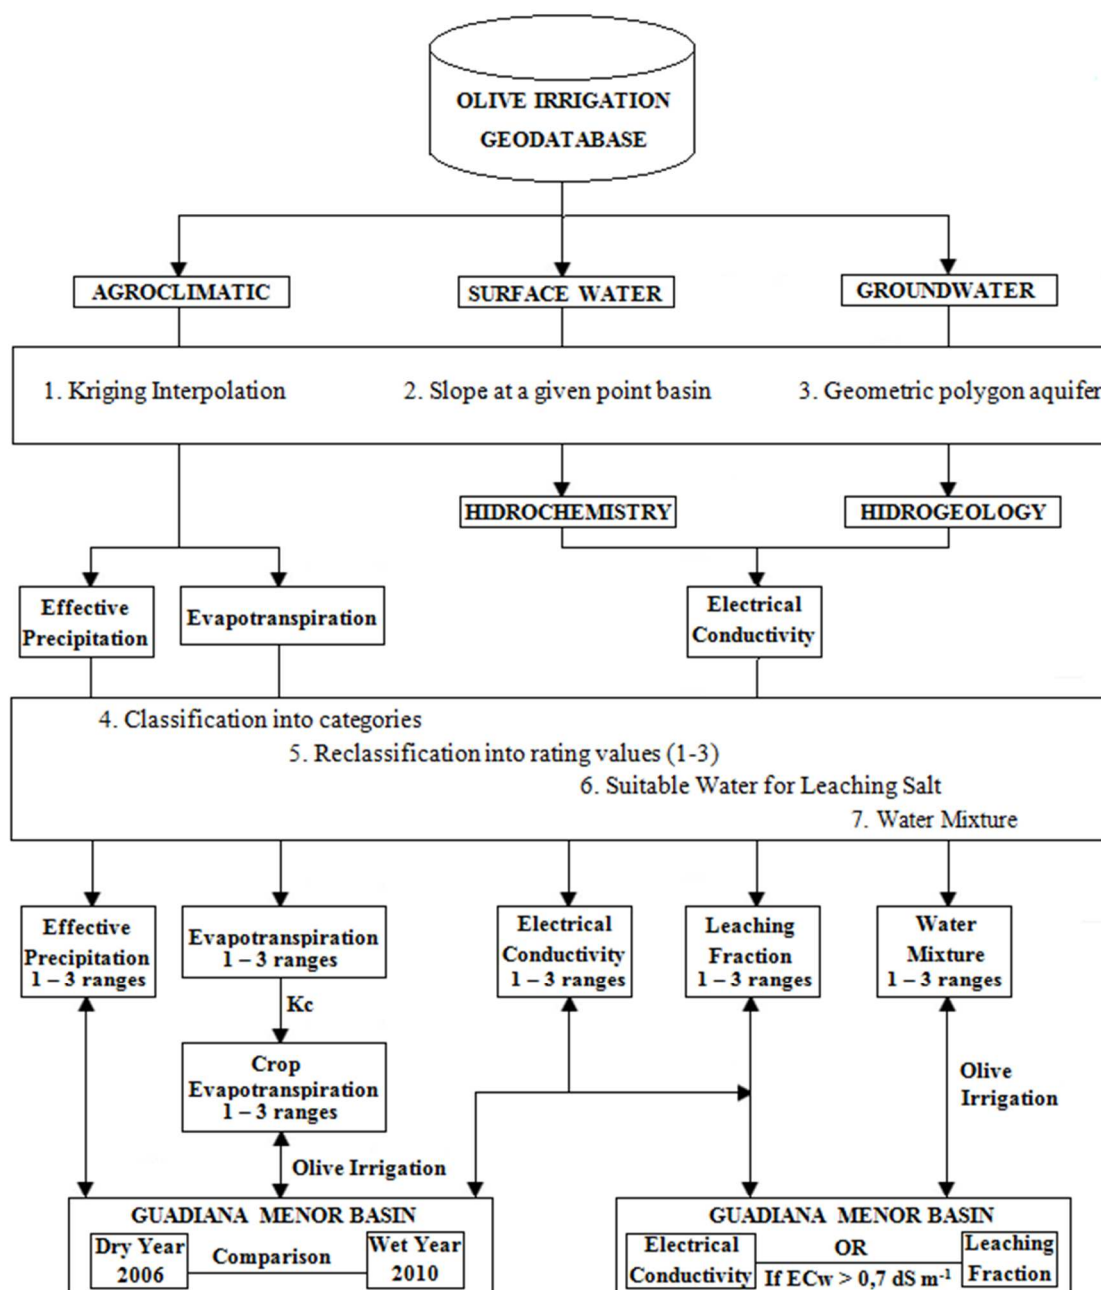 OLIVE IRRIGATION
GEODATABASE
AGROCLIMATIC
SURFACE WATER
GROUNDWATER
1. Kriging Interpolation
2. Slope at a given point basin
3. Geometric polygon aquifer
HIDROCHEMISTRY
HIDROGEOLOGY
Effective
Precipitation
Evapotranspiration
Electrical
Conductivity
4. Classification into categories
5. Reclassification into rating values (1-3)
6. Suitable Water for Leaching Salt
7. Water Mixture
Effective
Precipitation
1 – 3 ranges
Evapotranspiration
1 – 3 ranges
Electrical
Conductivity
1 – 3 ranges
Leaching
Fraction
1 – 3 ranges
Water
Mixture
1 – 3 ranges
Kc
Crop
Evapotranspiration
1 – 3 ranges
Olive
Irrigation
Olive Irrigation
GUADIANA MENOR BASIN
Dry Year
2006
Comparison
Wet Year
2010
GUADIANA MENOR BASIN
Electrical
Conductivity
OR
If ECw > 0,7 dS m⁻¹
Leaching
Fraction